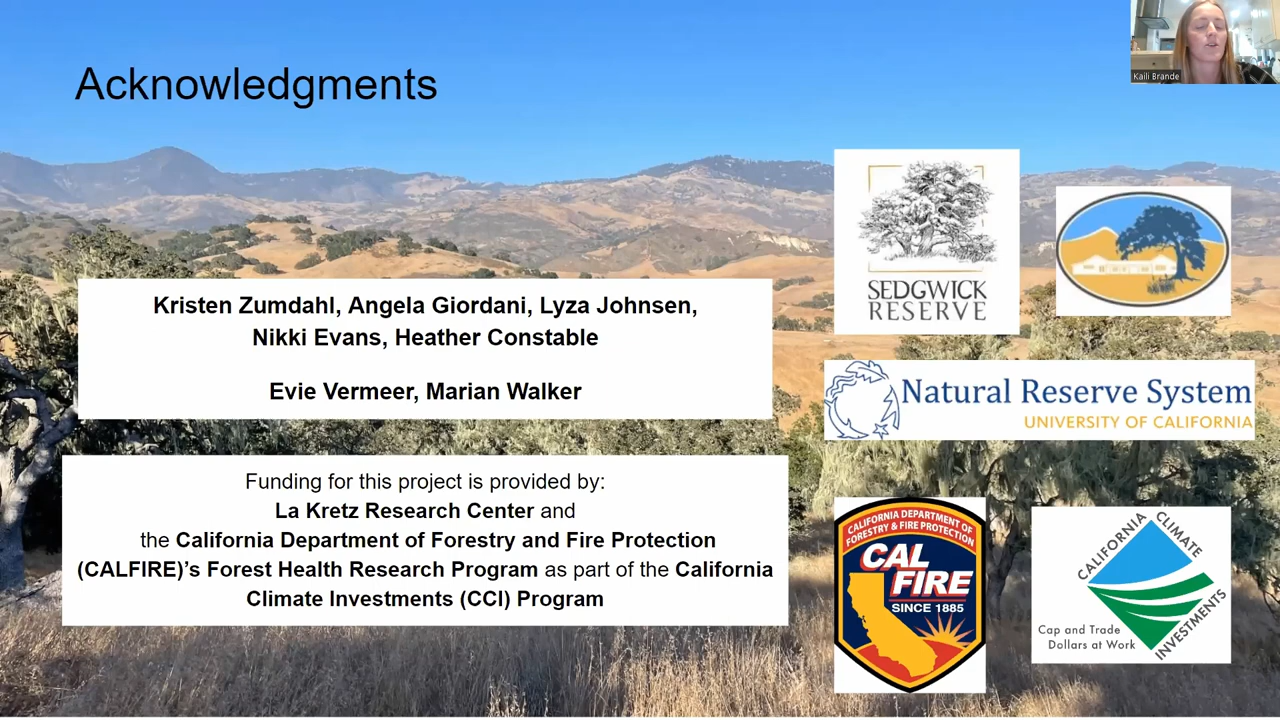 Acknowledgments
Kaili Brande
Kristen Zumdahl, Angela Giordani, Lyza Johnsen,
Nikki Evans, Heather Constable
Evie Vermeer, Marian Walker
Funding for this project is provided by:
La Kretz Research Center and
the California Department of Forestry and Fire Protection
(CALFIRE)’s Forest Health Research Program as part of the California
Climate Investments (CCI) Program
SEDGWICK
RESERVE
Natural Reserve System
UNIVERSITY OF CALIFORNIA
CALIFORNIA DEPARTMENT OF
FORESTRY & FIRE PROTECTION
CAL
FIRE
SINCE 1885
CALIFORNIA
CLIMATE
INVESTMENTS
Cap and Trade
Dollars at Work